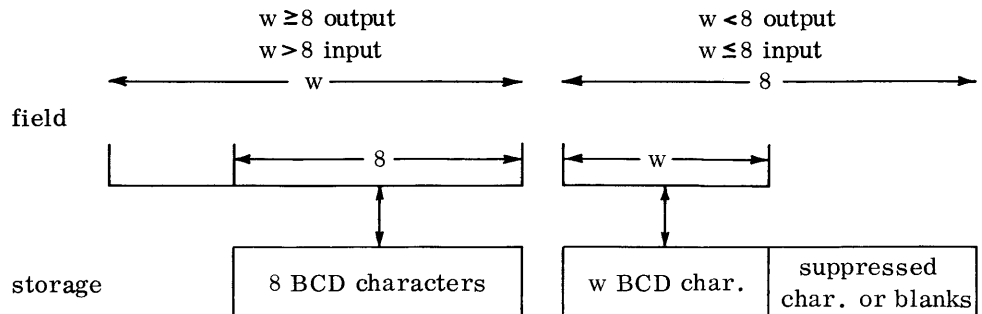 w ≥ 8 output
w > 8 input
w
w < 8 output
w ≤ 8 input
8
field
8
w
storage
8 BCD characters
w BCD char.
suppressed
char. or blanks